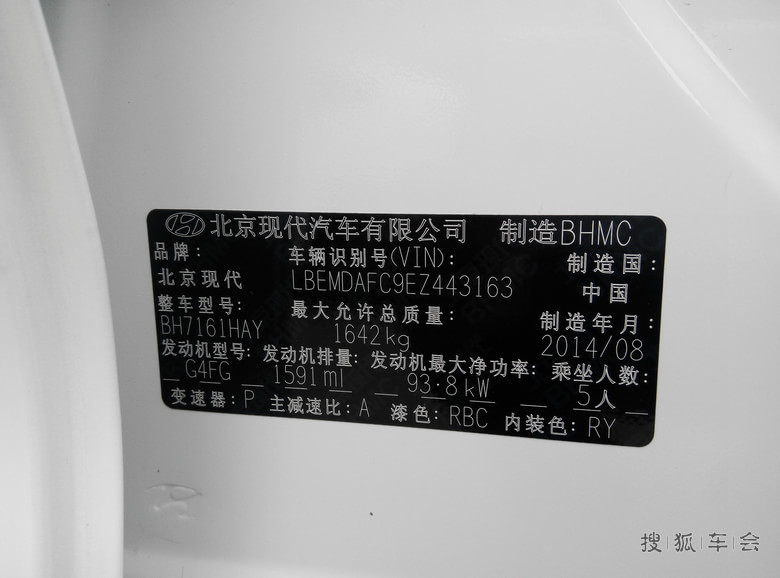 北京现代汽车有限公司 制造BHMC
品牌: 车辆识别号(VIN): 制造国:
北京现代 LBEMDAFC9EZ443163 中国
整车型号: 最大允许总质量: 制造年月:
BH7161HAY 1642kg 2014/08
发动机型号: 发动机排量: 发动机最大净功率: 乘坐人数:
G4FG 1591ml 93.8kW 5人
变速器: P 主减速比: A 漆色: RBC 内装色: RY
搜狐车会